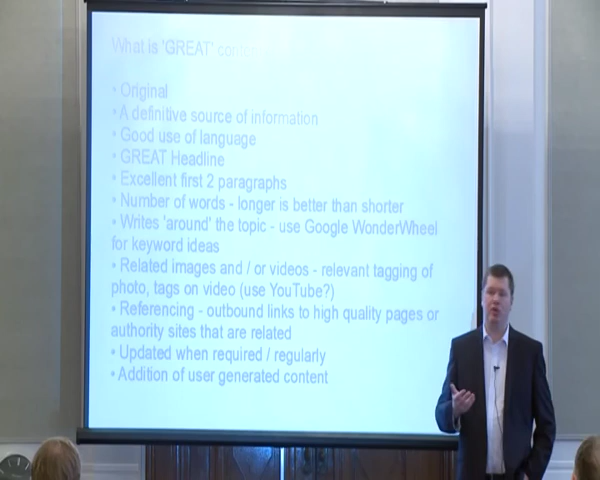 What is 'GREAT' content
• Original
• A definitive source of information
• Good use of language
• GREAT Headline
• Excellent first 2 paragraphs
• Number of words - longer is better than shorter
• Writes 'around' the topic - use Google WonderWheel
for keyword ideas
• Related images and / or videos - relevant tagging of
photo, tags on video (use YouTube?)
• Referencing - outbound links to high quality pages or
authority sites that are related
• Updated when required / regularly
• Addition of user generated content